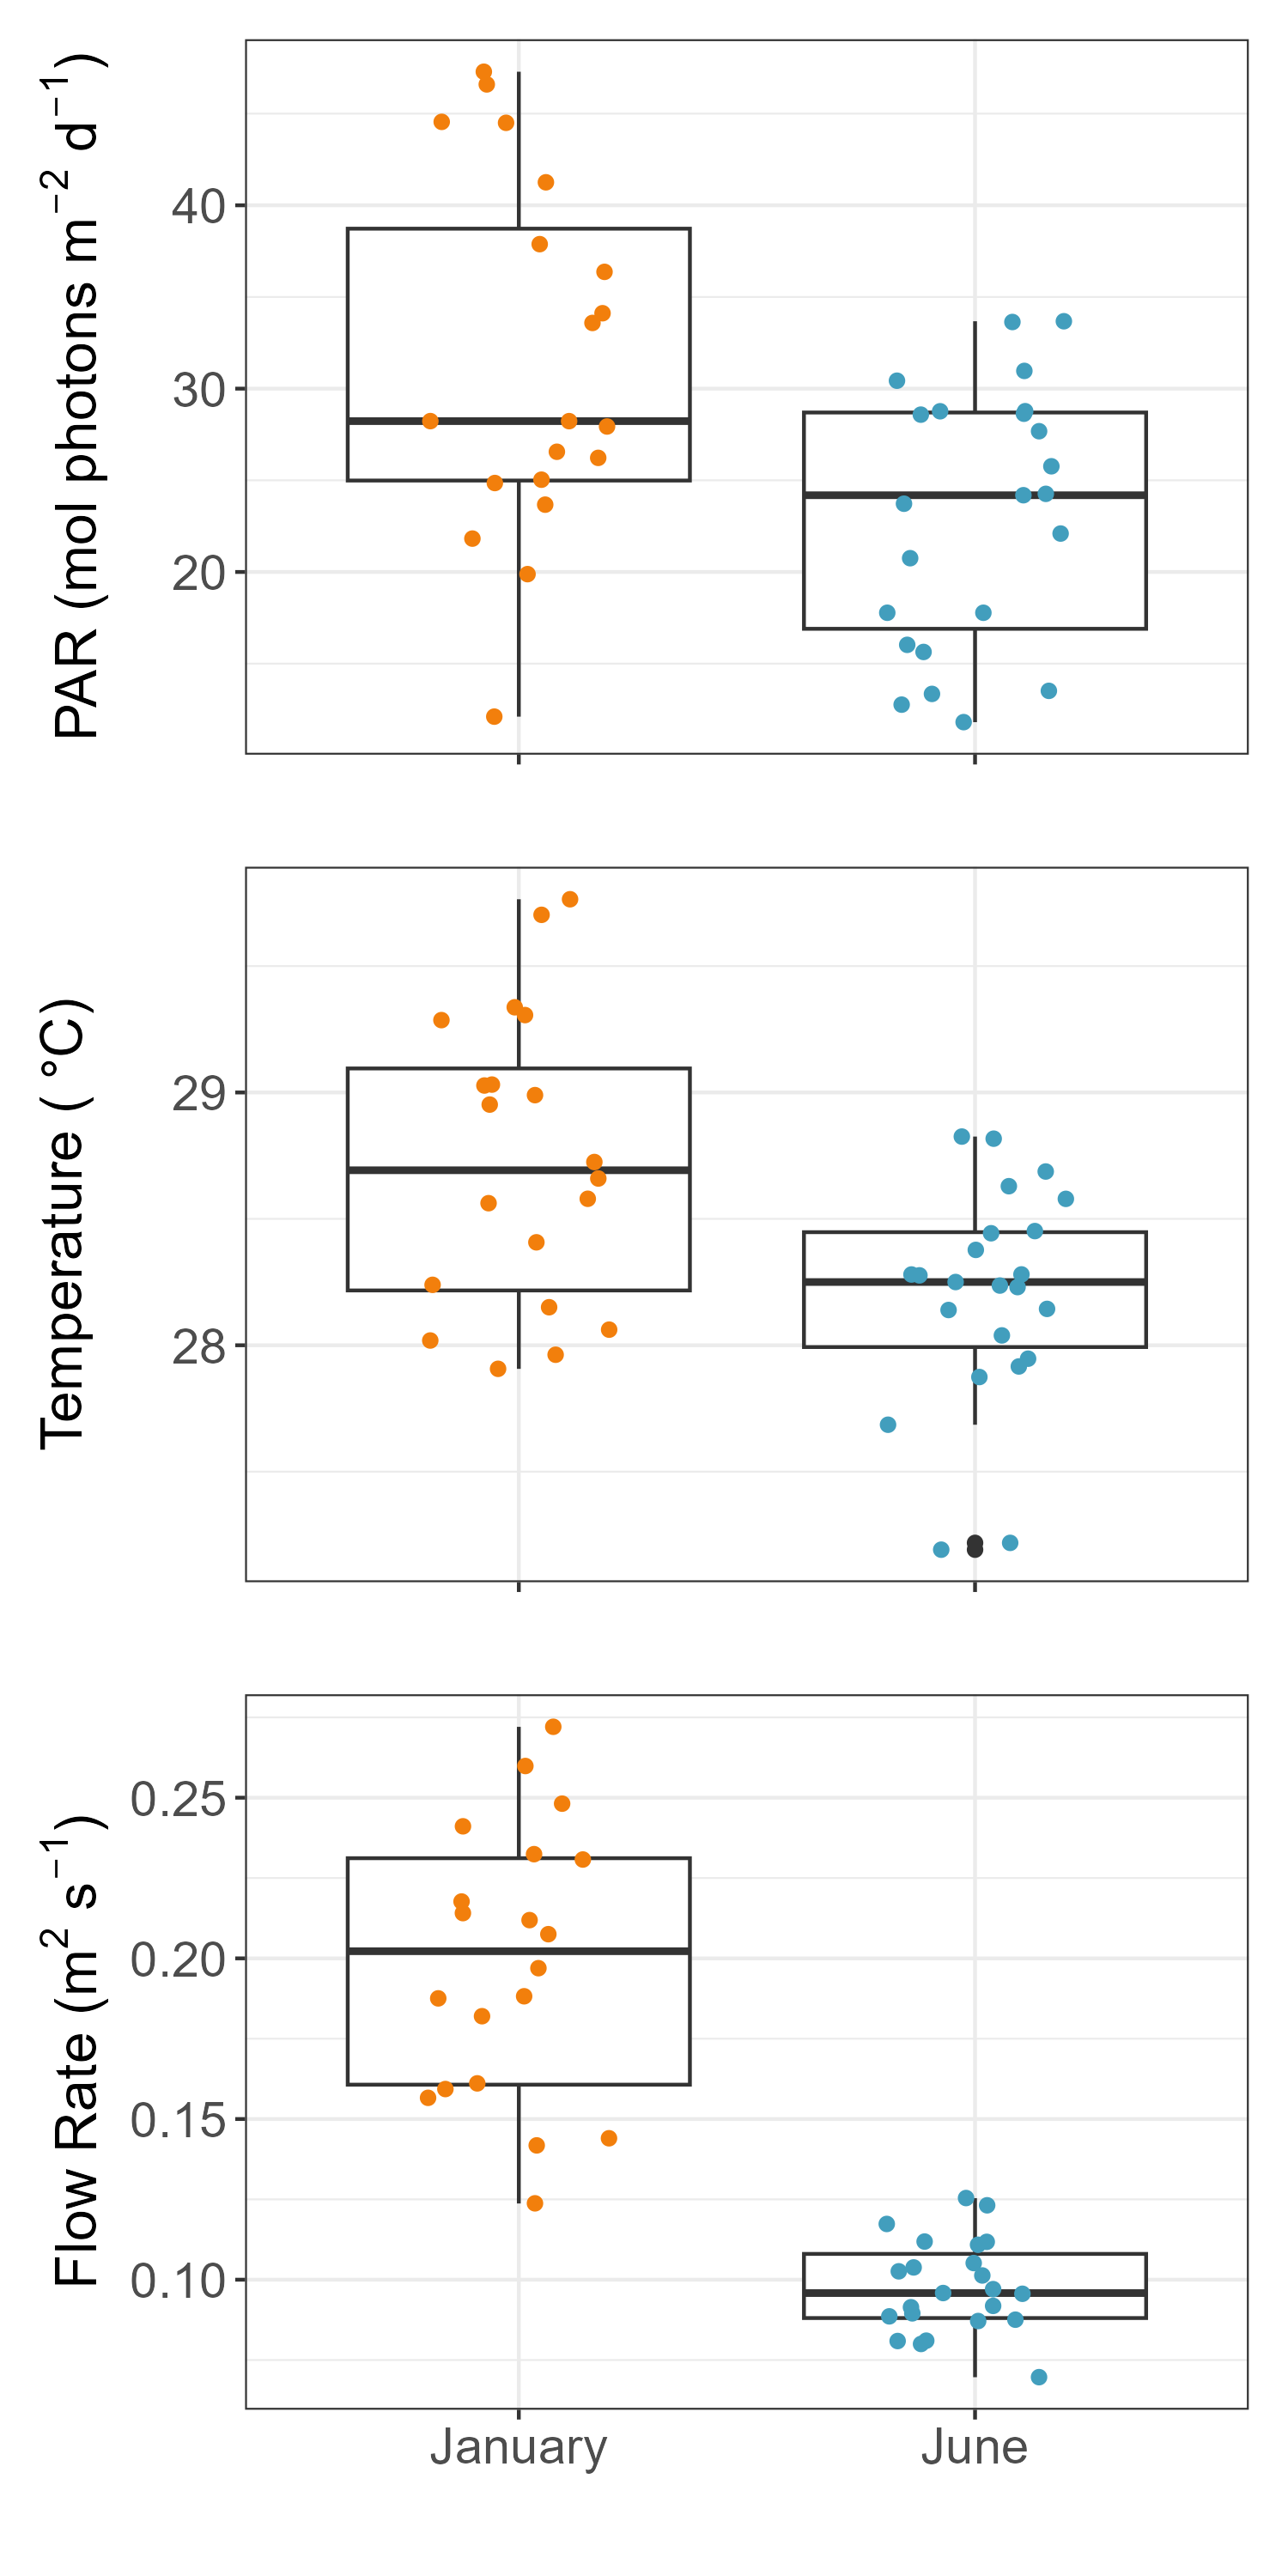 PAR (mol photons m⁻² d⁻¹)
40
30
20
Temperature ( °C)
29
28
Flow Rate (m² s⁻¹)
0.25
0.20
0.15
0.10
January June